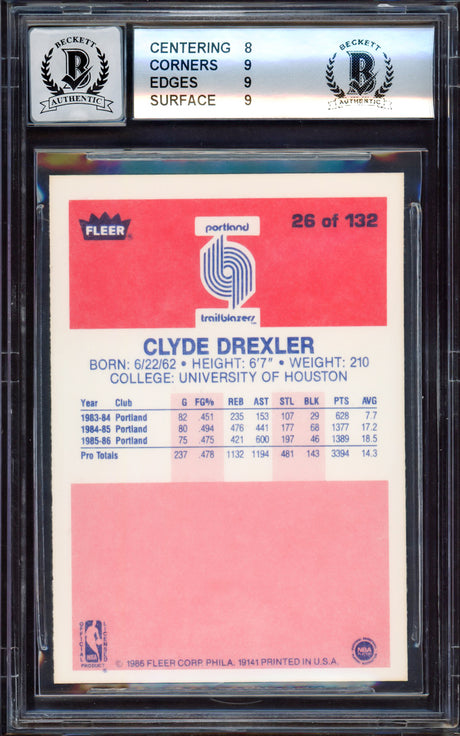 BECKETT
B
AUTHENTIC
CENTERING 8
CORNERS 9
EDGES 9
SURFACE 9
BECKETT
B
AUTHENTIC
FLEER®
portland
trailblazers
26 of 132
CLYDE DREXLER
BORN: 6/22/62 • HEIGHT: 6'7" • WEIGHT: 210
COLLEGE: UNIVERSITY OF HOUSTON
Year Club G FG% REB AST STL BLK PTS AVG
1983-84 Portland 82 .451 235 153 107 29 628 7.7
1984-85 Portland 80 .494 476 441 177 68 1377 17.2
1985-86 Portland 75 .475 421 600 197 46 1389 18.5
Pro Totals 237 .478 1132 1194 481 143 3394 14.3
OFFICIAL LICENSED
NBA
PRODUCT®
NBA
© 1986 FLEER CORP. PHILA. 19141 PRINTED IN U.S.A.